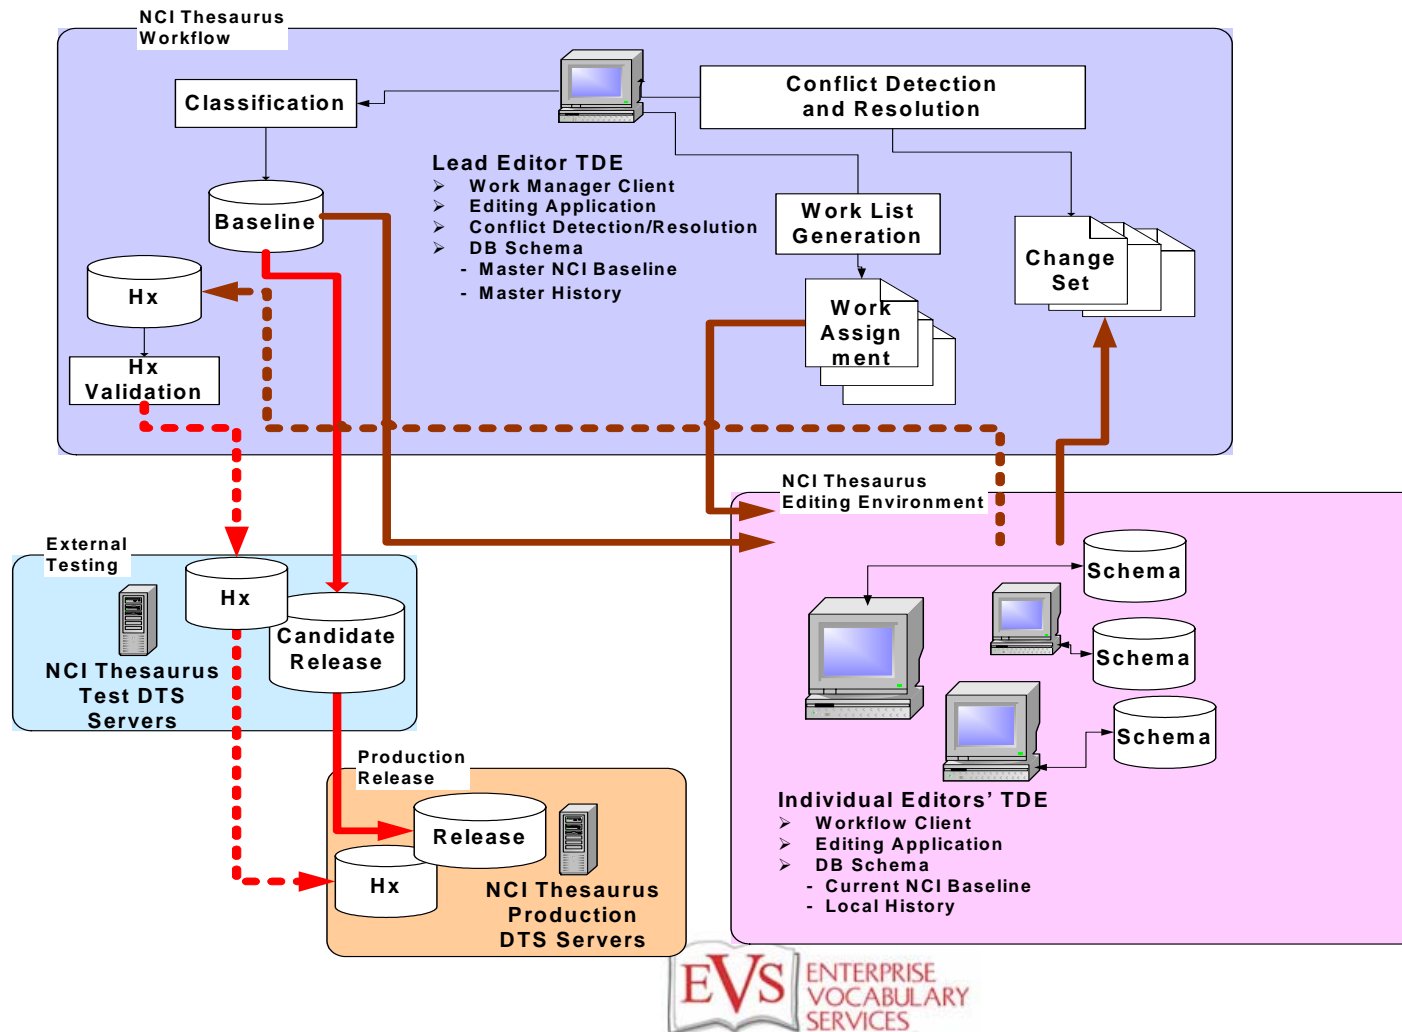 NCI Thesaurus
Workflow
Classification
Conflict Detection
and Resolution
Lead Editor TDE
➢ Work Manager Client
➢ Editing Application
➢ Conflict Detection/Resolution
➢ DB Schema
- Master NCI Baseline
- Master History
Baseline
Work List
Generation
Change
Set
Hx
Work
Assign
ment
Hx
Validation
NCI Thesaurus
Editing Environment
External
Testing
Hx
Candidate
Release
NCI Thesaurus
Test DTS
Servers
Schema
Schema
Schema
Production
Release
Release
Hx
NCI Thesaurus
Production
DTS Servers
Individual Editors’ TDE
➢ Workflow Client
➢ Editing Application
➢ DB Schema
- Current NCI Baseline
- Local History
EVS
ENTERPRISE
VOCABULARY
SERVICES